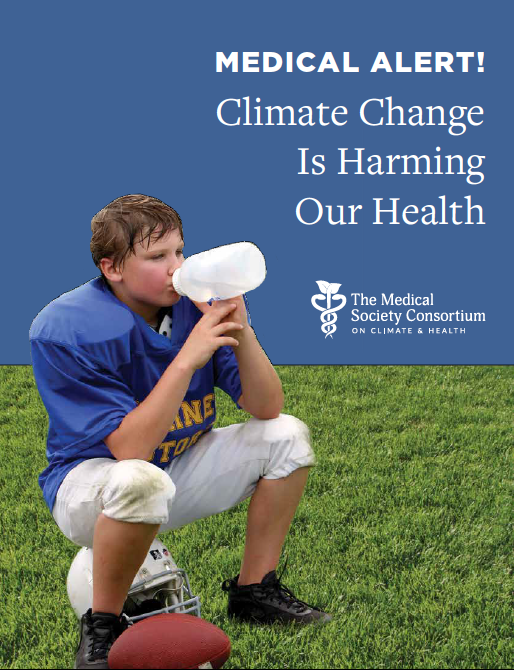 MEDICAL ALERT!
Climate Change
Is Harming
Our Health
The Medical
Society Consortium
ON CLIMATE & HEALTH